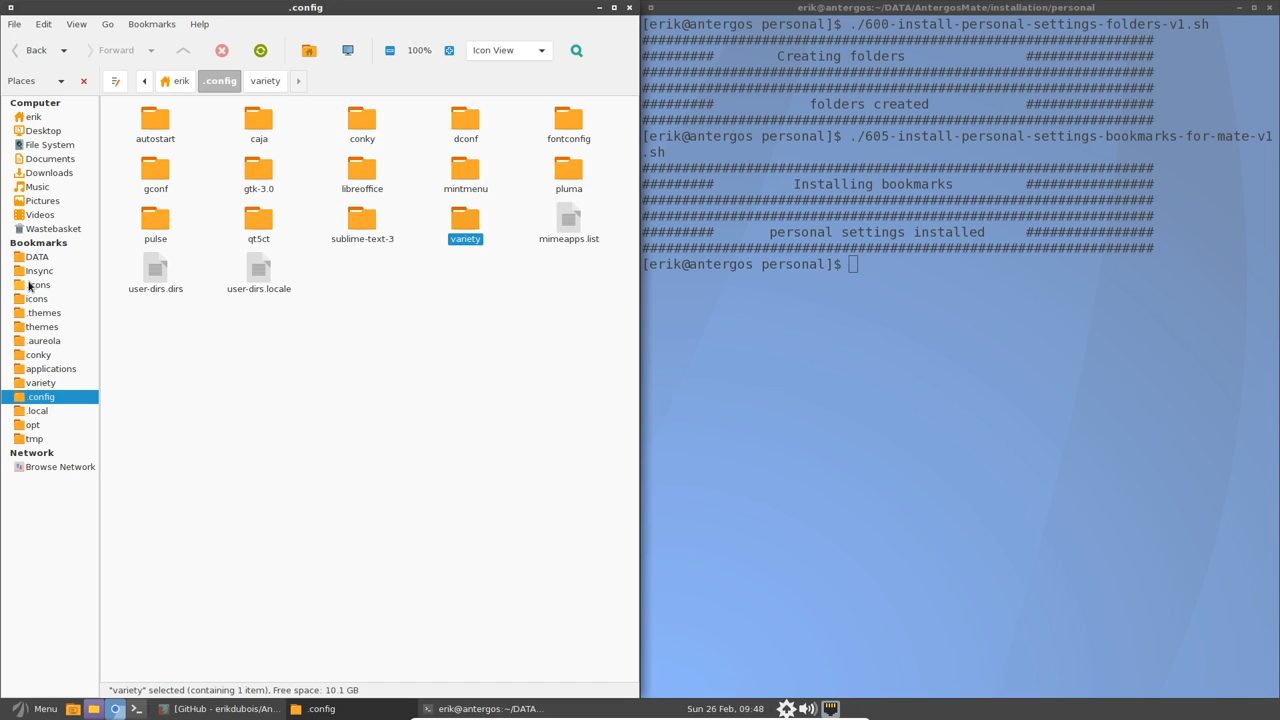 .config
File Edit View Go Bookmarks Help
Back Forward 100% Icon View
Places erik .config variety
Computer
erik
Desktop
File System
Documents
Downloads
Music
Pictures
Videos
Wastebasket
Bookmarks
DATA
Insync
icons
.themes
themes
.aureola
conky
applications
variety
.config
.local
opt
tmp
Network
Browse Network
autostart caja conky dconf fontconfig
gconf gtk-3.0 libreoffice mintmenu pluma
pulse qt5ct sublime-text-3 variety mimeapps.list
user-dirs.dirs user-dirs.locale
"variety" selected (containing 1 item), Free space: 10.1 GB
erik@antergos:~/DATA/AntergosMate/installation/personal
[erik@antergos personal]$ ./600-install-personal-settings-folders-v1.sh
################################################################
######### Creating folders ################
################################################################
################################################################
######### folders created ################
################################################################
[erik@antergos personal]$ ./605-install-personal-settings-bookmarks-for-mate-v1
.sh
################################################################
######### Installing bookmarks ################
################################################################
################################################################
######### personal settings installed ################
################################################################
[erik@antergos personal]$
Menu [GitHub - erikdubois/An... .config erik@antergos:~/DATA... Sun 26 Feb, 09:48